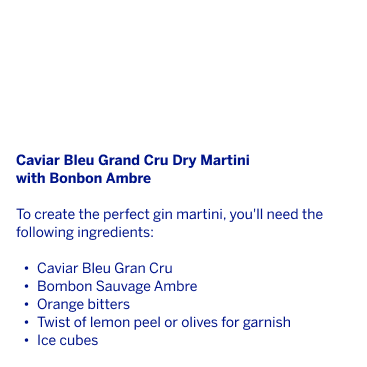 Caviar Bleu Grand Cru Dry Martini
with Bonbon Ambre
To create the perfect gin martini, you'll need the
following ingredients:
• Caviar Bleu Gran Cru
• Bombon Sauvage Ambre
• Orange bitters
• Twist of lemon peel or olives for garnish
• Ice cubes